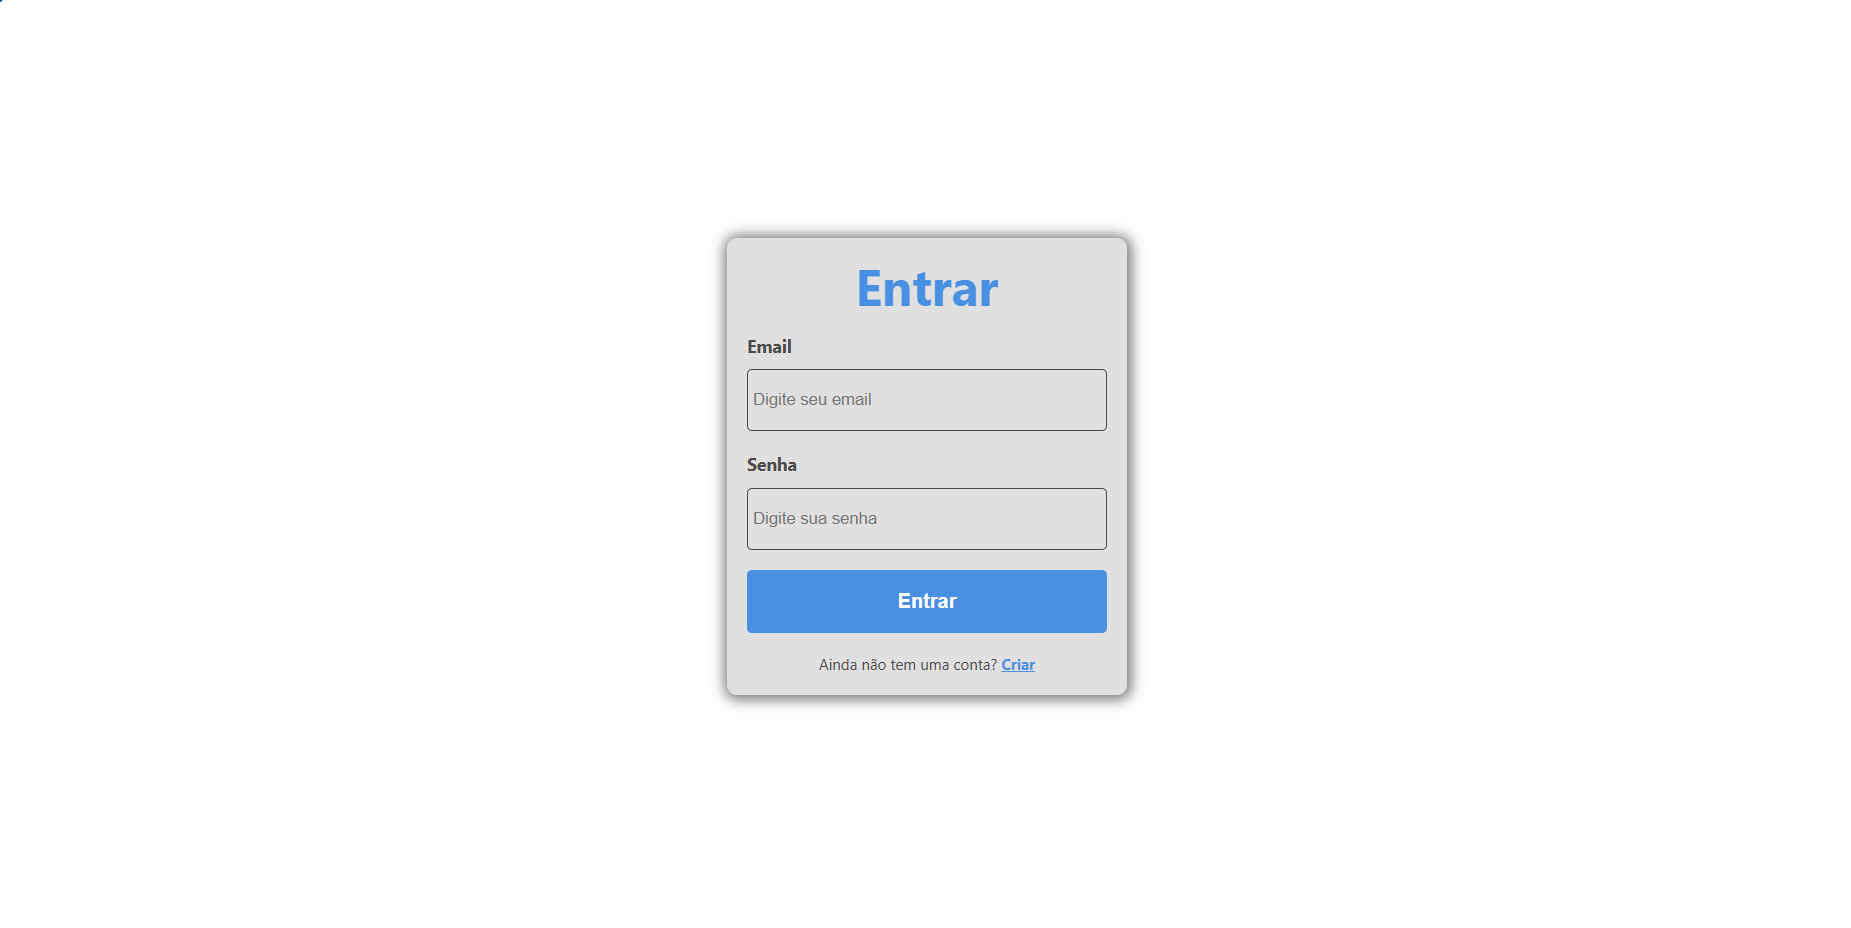 Entrar
Email
Digite seu email
Senha
Digite sua senha
Entrar
Ainda não tem uma conta? Criar